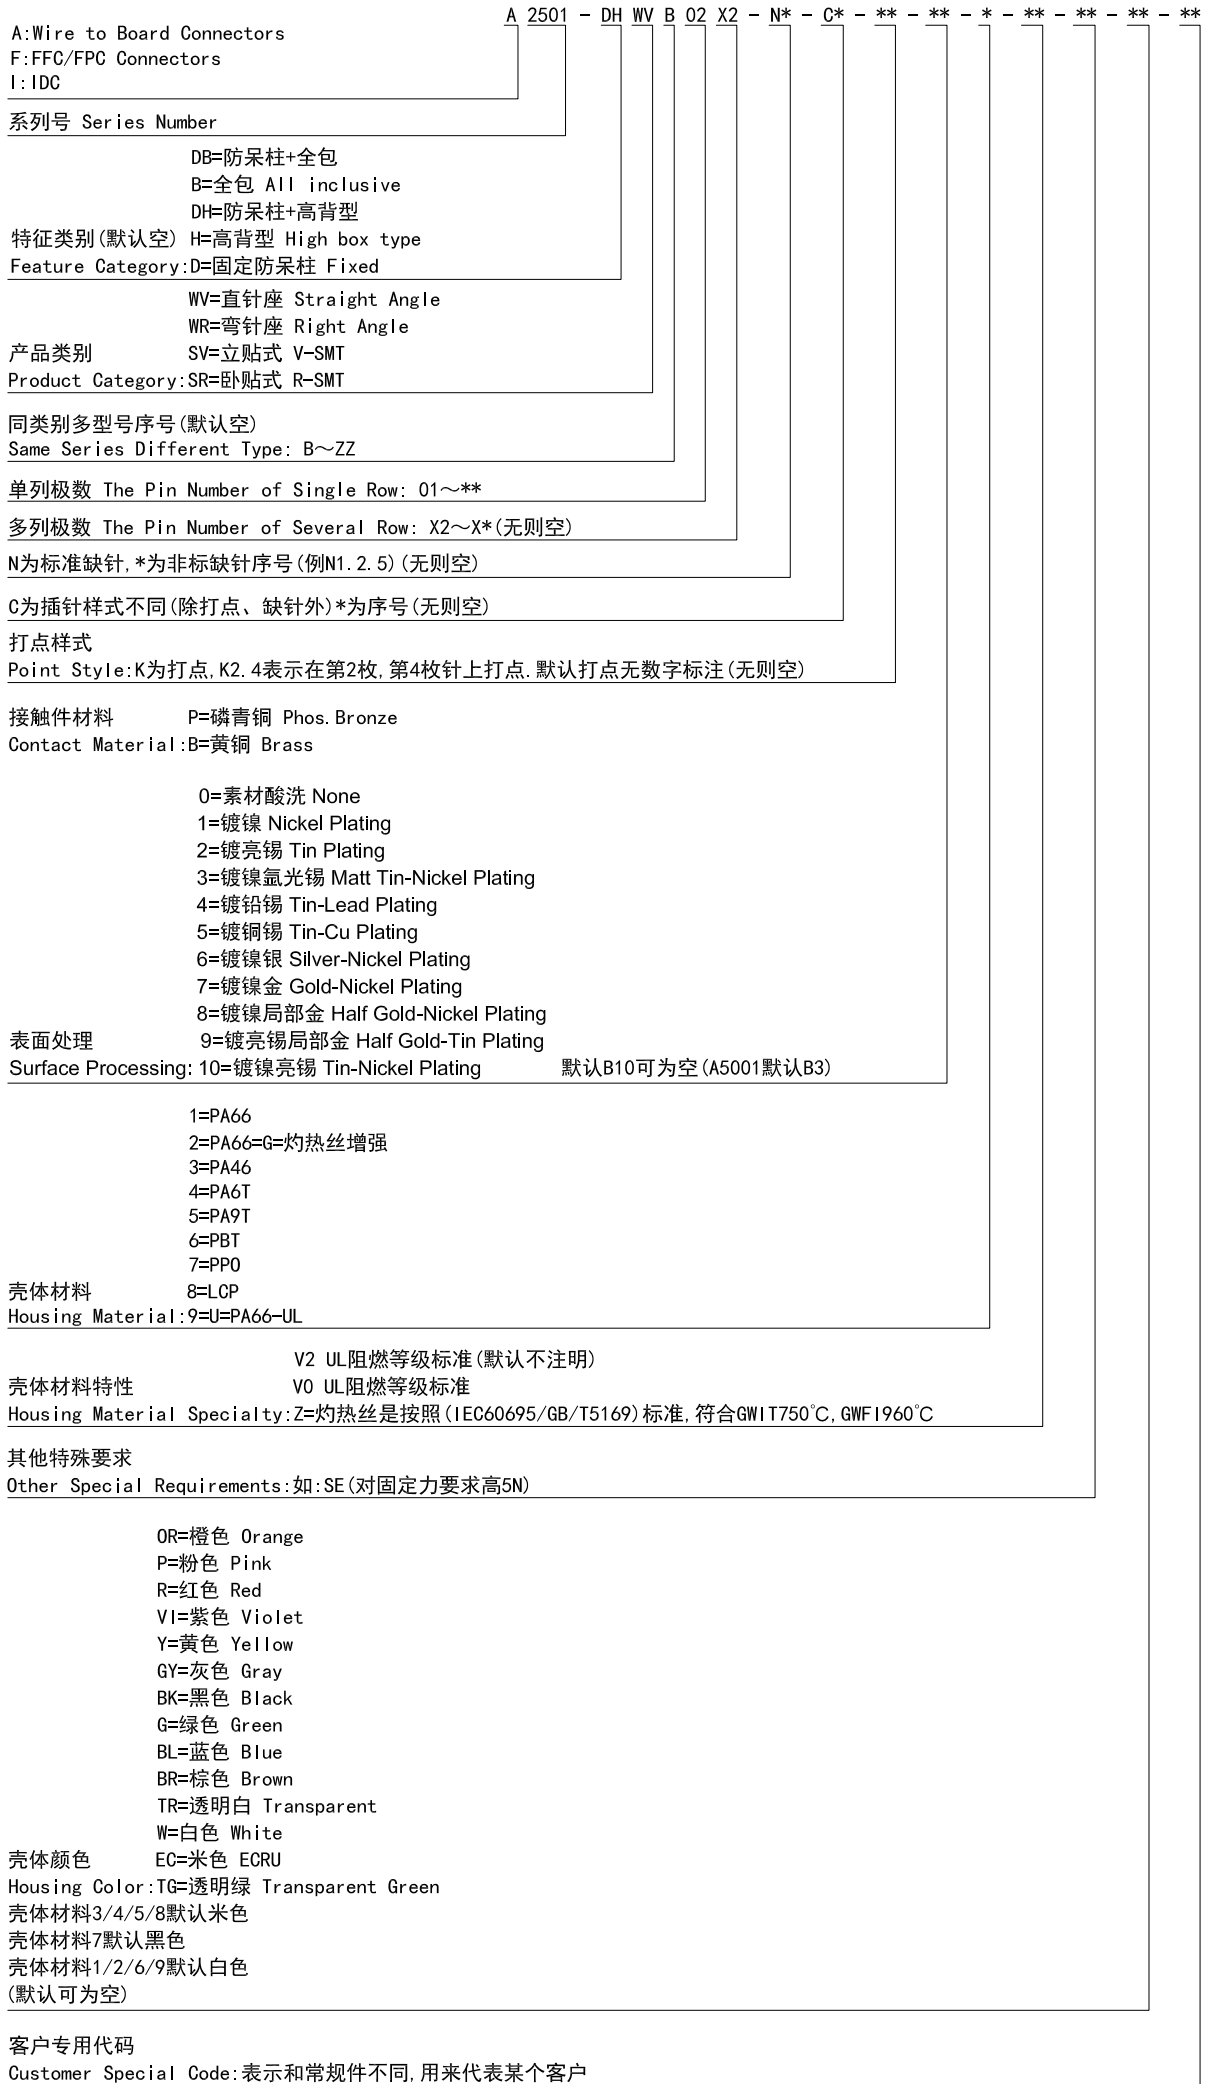 A 2501 - DH WV B 02 X2 - N* - C* - ** - ** - * - ** - ** - ** - **
A:Wire to Board Connectors
F:FFC/FPC Connectors
I:IDC
系列号 Series Number
DB=防呆柱+全包
B=全包 All inclusive
DH=防呆柱+高背型
特征类别(默认空) H=高背型 High box type
Feature Category:D=固定防呆柱 Fixed
WV=直针座 Straight Angle
WR=弯针座 Right Angle
产品类别 SV=立贴式 V-SMT
Product Category:SR=卧贴式 R-SMT
同类别多型号序号(默认空)
Same Series Different Type: B～ZZ
单列极数 The Pin Number of Single Row: 01～**
多列极数 The Pin Number of Several Row: X2～X*(无则空)
N为标准缺针,*为非标缺针序号(例N1.2.5)(无则空)
C为插针样式不同(除打点、缺针外)*为序号(无则空)
打点样式
Point Style:K为打点,K2.4表示在第2枚,第4枚针上打点.默认打点无数字标注(无则空)
接触件材料 P=磷青铜 Phos.Bronze
Contact Material:B=黄铜 Brass
0=素材酸洗 None
1=镀镍 Nickel Plating
2=镀亮锡 Tin Plating
3=镀镍氩光锡 Matt Tin-Nickel Plating
4=镀铅锡 Tin-Lead Plating
5=镀铜锡 Tin-Cu Plating
6=镀镍银 Silver-Nickel Plating
7=镀镍金 Gold-Nickel Plating
8=镀镍局部金 Half Gold-Nickel Plating
表面处理 9=镀亮锡局部金 Half Gold-Tin Plating
Surface Processing: 10=镀镍亮锡 Tin-Nickel Plating 默认B10可为空(A5001默认B3)
1=PA66
2=PA66=G=灼热丝增强
3=PA46
4=PA6T
5=PA9T
6=PBT
7=PPO
壳体材料 8=LCP
Housing Material:9=U=PA66-UL
V2 UL阻燃等级标准(默认不注明)
壳体材料特性 V0 UL阻燃等级标准
Housing Material Specialty:Z=灼热丝是按照(IEC60695/GB/T5169)标准,符合GWIT750℃,GWFI960℃
其他特殊要求
Other Special Requirements:如:SE(对固定力要求高5N)
OR=橙色 Orange
P=粉色 Pink
R=红色 Red
VI=紫色 Violet
Y=黄色 Yellow
GY=灰色 Gray
BK=黑色 Black
G=绿色 Green
BL=蓝色 Blue
BR=棕色 Brown
TR=透明白 Transparent
W=白色 White
壳体颜色 EC=米色 ECRU
Housing Color:TG=透明绿 Transparent Green
壳体材料3/4/5/8默认米色
壳体材料7默认黑色
壳体材料1/2/6/9默认白色
(默认可为空)
客户专用代码
Customer Special Code:表示和常规件不同,用来代表某个客户